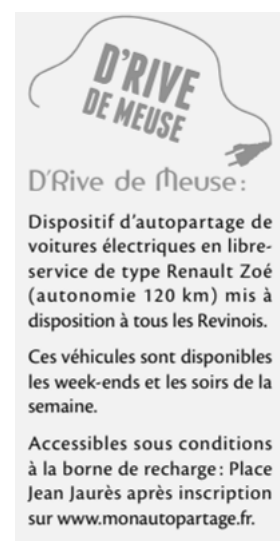 D'RIVE
DE MEUSE
D'Rive de Meuse :
Dispositif d'autopartage de
voitures électriques en libre-
service de type Renault Zoé
(autonomie 120 km) mis à
disposition à tous les Revinois.
Ces véhicules sont disponibles
les week-ends et les soirs de la
semaine.
Accessibles sous conditions
à la borne de recharge : Place
Jean Jaurès après inscription
sur www.monautopartage.fr.